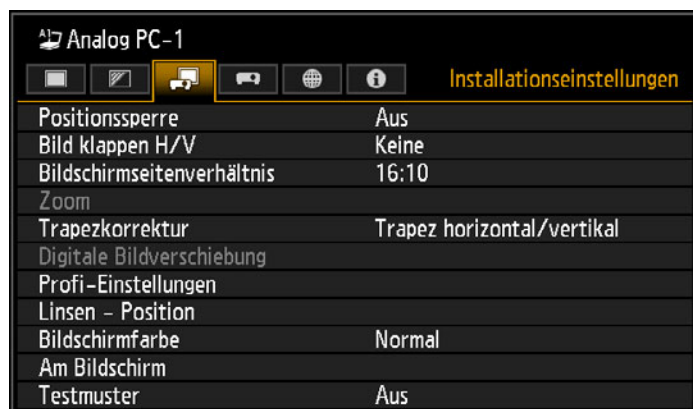 Analog PC-1
Installationseinstellungen
Positionssperre Aus
Bild klappen H/V Keine
Bildschirmseitenverhältnis 16:10
Zoom
Trapezkorrektur Trapez horizontal/vertikal
Digitale Bildverschiebung
Profi-Einstellungen
Linsen - Position
Bildschirmfarbe Normal
Am Bildschirm
Testmuster Aus